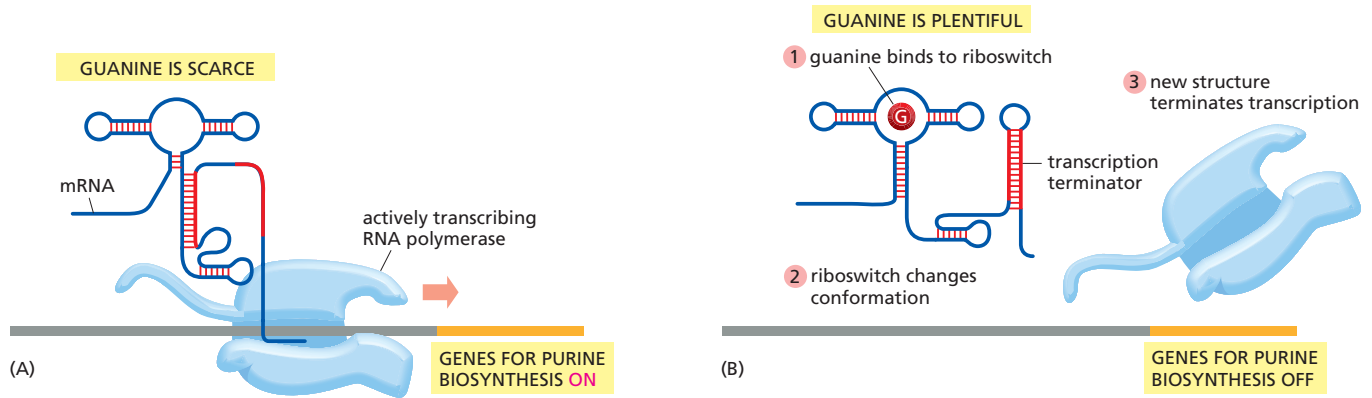 GUANINE IS SCARCE
mRNA
actively transcribing
RNA polymerase
GENES FOR PURINE
BIOSYNTHESIS ON
(A)
GUANINE IS PLENTIFUL
1 guanine binds to riboswitch
G
3 new structure
terminates transcription
transcription
terminator
2 riboswitch changes
conformation
GENES FOR PURINE
BIOSYNTHESIS OFF
(B)